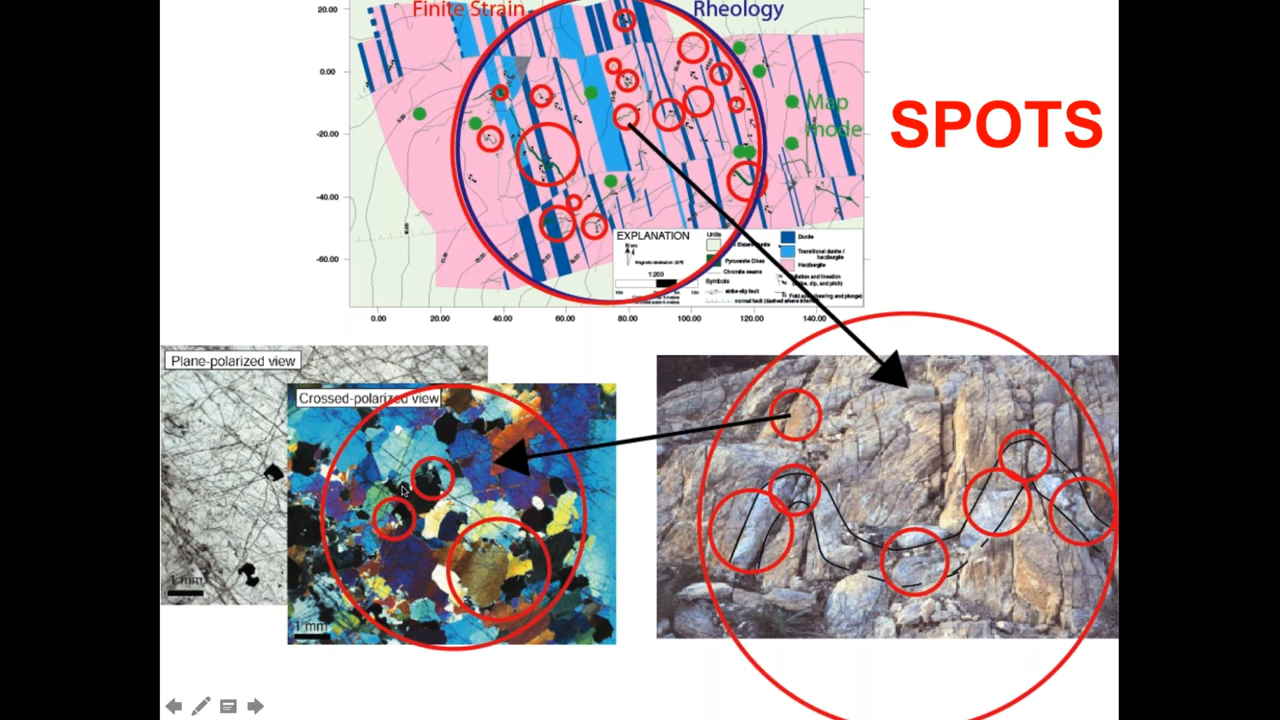 Finite Strain
Rheology
20.00
0.00
-20.00
-40.00
-60.00
Map
mode
SPOTS
EXPLANATION
Units
Dunite
Transitional dunite /
harzburgite
Harzburgite
Pyroxenite Dikes
Chromite seams
1:200
Symbols
strike-slip fault
normal fault (dashed where
0.00
20.00
40.00
60.00
80.00
100.00
120.00
140.00
Plane-polarized view
1 mm
Crossed-polarized view
1 mm